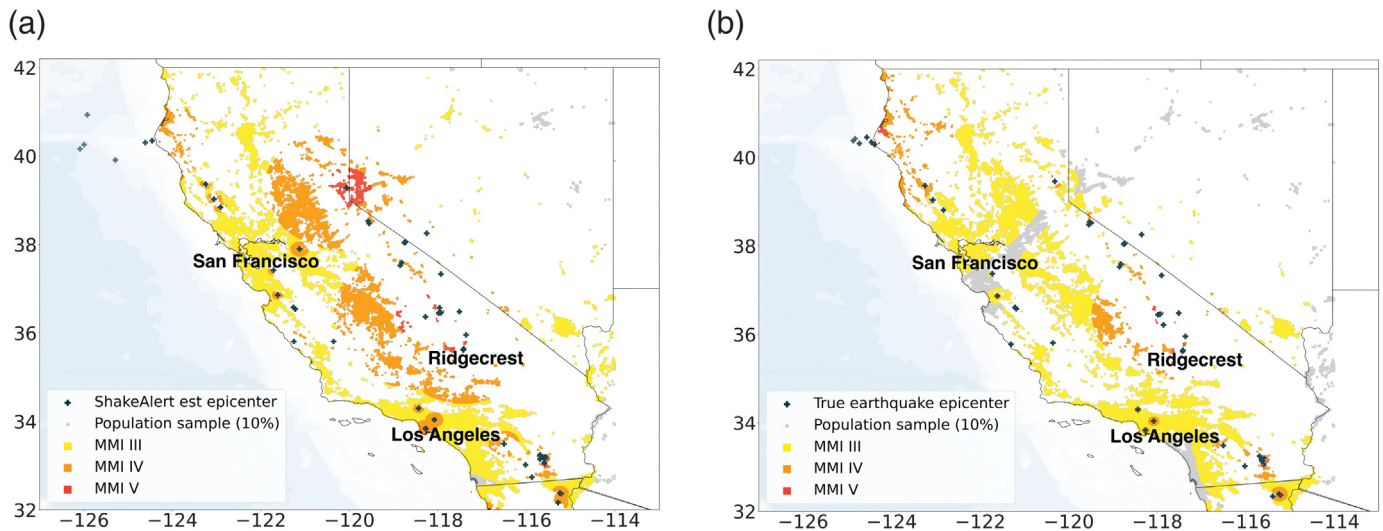 (a)
42
40
38
36
34
32
−126
−124
−122
−120
−118
−116
−114
San Francisco
Ridgecrest
Los Angeles
ShakeAlert est epicenter
Population sample (10%)
MMI III
MMI IV
MMI V
(b)
42
40
38
36
34
32
−126
−124
−122
−120
−118
−116
−114
San Francisco
Ridgecrest
Los Angeles
True earthquake epicenter
Population sample (10%)
MMI III
MMI IV
MMI V